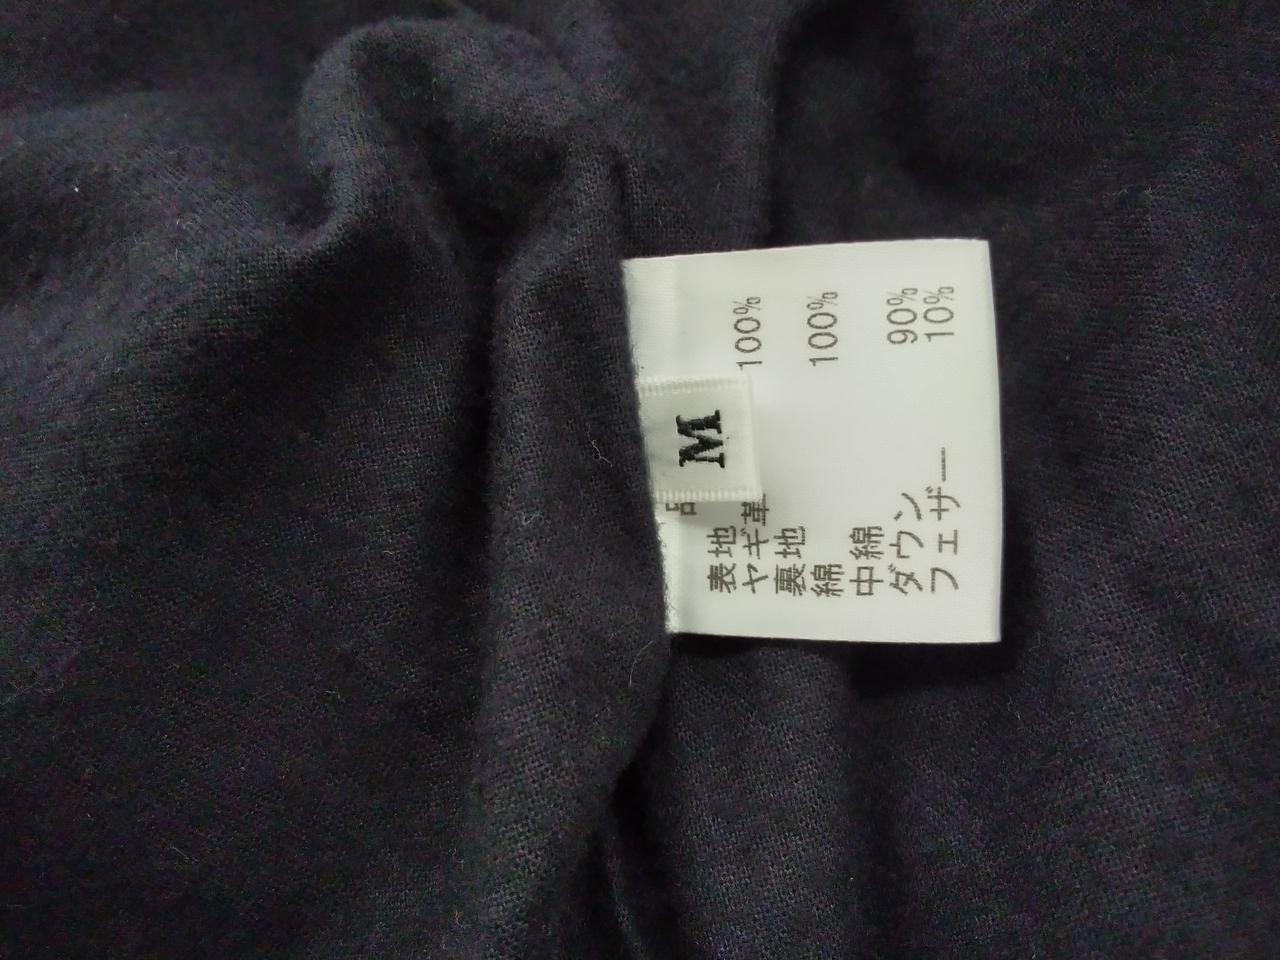 M
表地
ヤギ革 100%
裏地
綿 100%
中綿
ダウン 90%
フェザー 10%